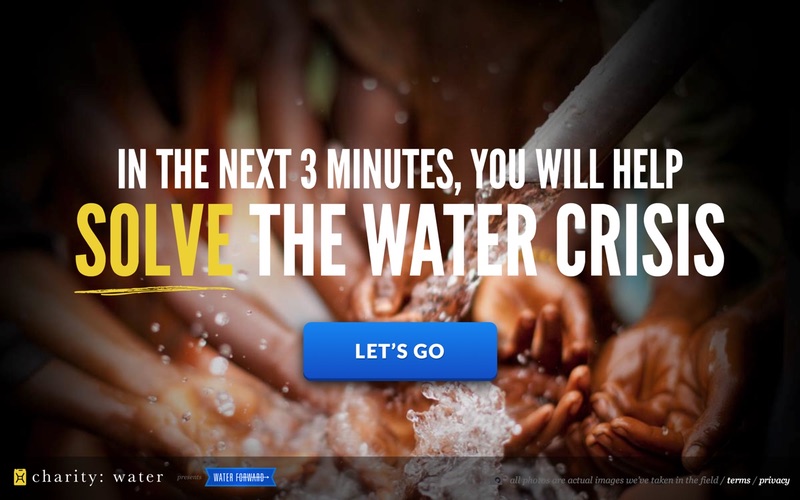 IN THE NEXT 3 MINUTES, YOU WILL HELP
SOLVE THE WATER CRISIS
LET'S GO
charity: water presents WATER FORWARD all photos are actual images we've taken in the field / terms / privacy